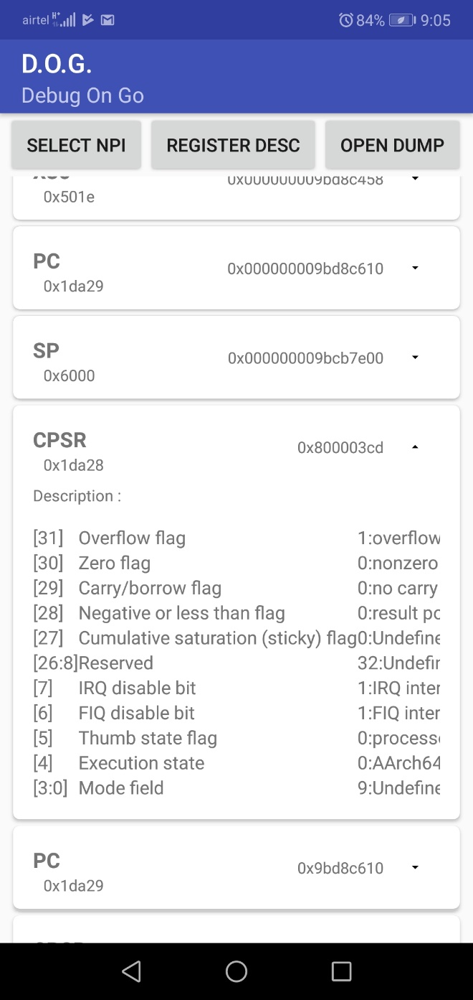 airtel H+ 84% 9:05
D.O.G.
Debug On Go
SELECT NPI REGISTER DESC OPEN DUMP
0x000000009bd8c458
0x501e
PC 0x000000009bd8c610
0x1da29
SP 0x000000009bcb7e00
0x6000
CPSR 0x800003cd
0x1da28
Description :
[31] Overflow flag 1:overflow
[30] Zero flag 0:nonzero
[29] Carry/borrow flag 0:no carry
[28] Negative or less than flag 0:result po
[27] Cumulative saturation (sticky) flag0:Undefine
[26:8]Reserved 32:Undefin
[7] IRQ disable bit 1:IRQ inter
[6] FIQ disable bit 1:FIQ inter
[5] Thumb state flag 0:process
[4] Execution state 0:AArch64
[3:0] Mode field 9:Undefine
PC 0x9bd8c610
0x1da29